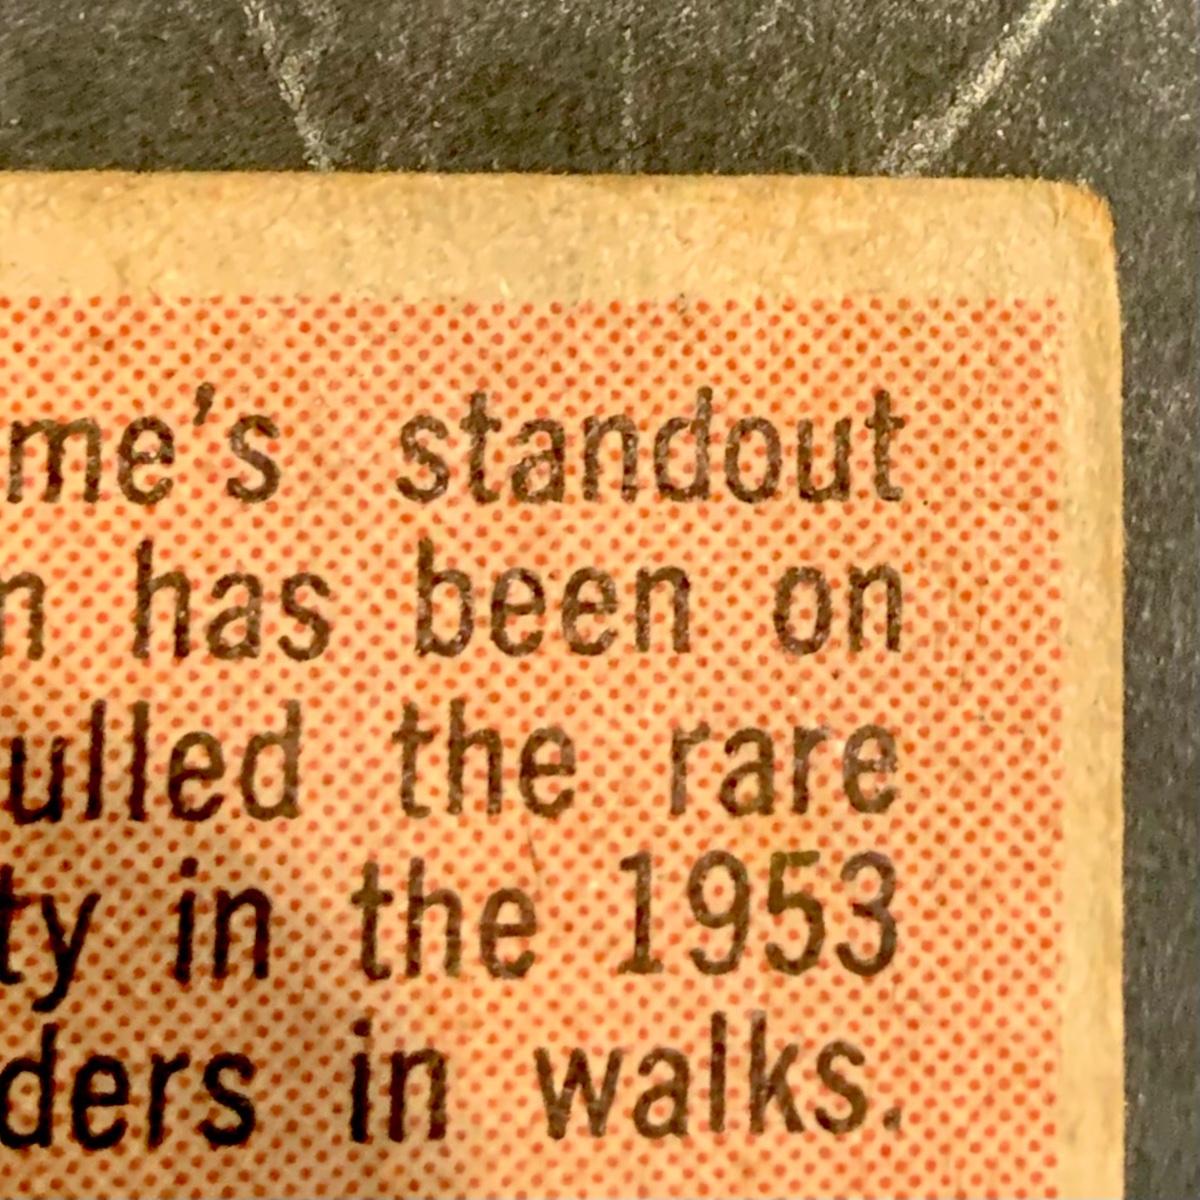 me's standout
n has been on
ulled the rare
ty in the 1953
ders in walks.